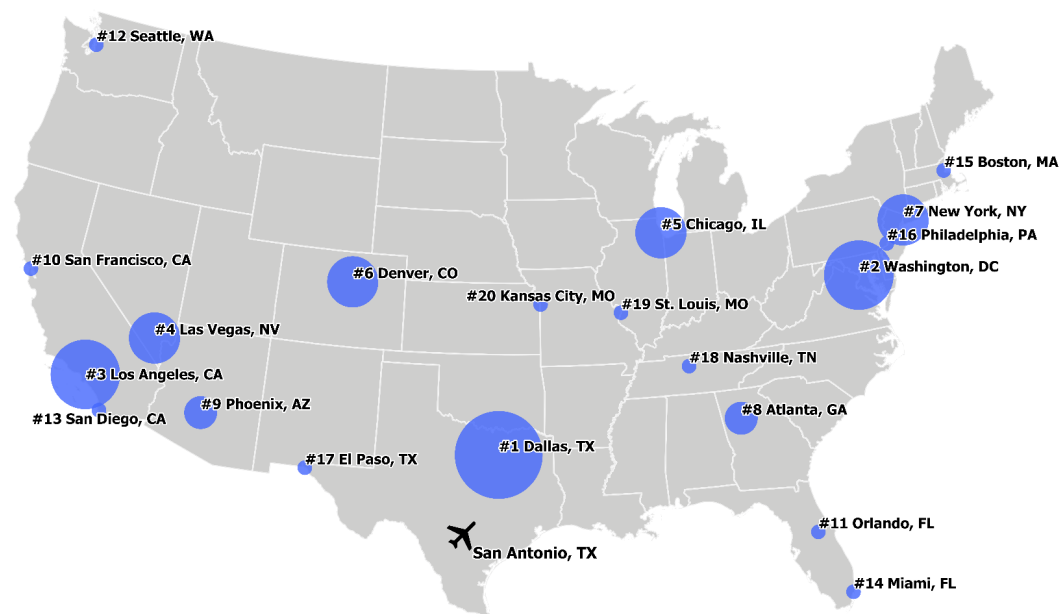 #12 Seattle, WA
#15 Boston, MA
#7 New York, NY
#5 Chicago, IL
#16 Philadelphia, PA
#10 San Francisco, CA
#6 Denver, CO
#2 Washington, DC
#20 Kansas City, MO
#19 St. Louis, MO
#4 Las Vegas, NV
#18 Nashville, TN
#3 Los Angeles, CA
#9 Phoenix, AZ
#8 Atlanta, GA
#13 San Diego, CA
#1 Dallas, TX
#17 El Paso, TX
#11 Orlando, FL
San Antonio, TX
#14 Miami, FL